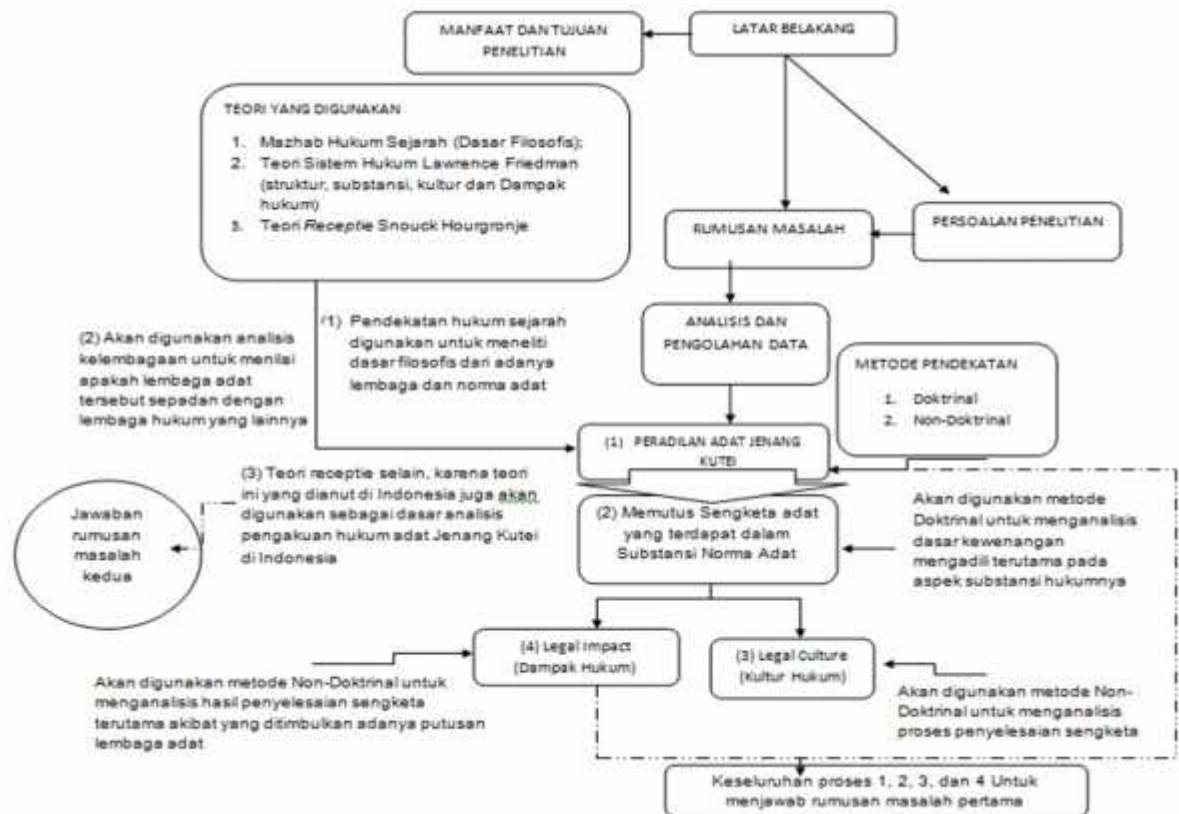 MANFAAT DAN TUJUAN
PENELITIAN
LATAR BELAKANG
TEORI YANG DIGUNAKAN
1. Mazhab Hukum Sejarah (Dasar Filosofis);
2. Teori Sistem Hukum Lawrence Friedman
(struktur, substansi, kultur dan Dampak
hukum)
3. Teori Receptie Snouck Hourgronje
RUMUSAN MASALAH
PERSOALAN PENELITIAN
ANALISIS DAN
PENGOLAHAN DATA
METODE PENDEKATAN
1. Doktrinal
2. Non-Doktrinal
(2) Akan digunakan analisis
kelembagaan untuk menilai
apakah lembaga adat
tersebut sepadan dengan
lembaga hukum yang lainnya
(1) Pendekatan hukum sejarah
digunakan untuk meneliti
dasar filosofis dari adanya
lembaga dan norma adat
(1) PERADILAN ADAT JENANG
KUTEI
(3) Teori receptie selain, karena teori
ini yang dianut di Indonesia juga akan
digunakan sebagai dasar analisis
pengakuan hukum adat Jenang Kutei
di Indonesia
Jawaban
rumusan
masalah
kedua
(2) Memutus Sengketa adat
yang terdapat dalam
Substansi Norma Adat
Akan digunakan metode
Doktrinal untuk menganalisis
dasar kewenangan
mengadili terutama pada
aspek substansi hukumnya
(4) Legal Impact
(Dampak Hukum)
(3) Legal Culture
(Kultur Hukum)
Akan digunakan metode Non-Doktrinal untuk
menganalisis hasil penyelesaian sengketa
terutama akibat yang ditimbulkan adanya putusan
lembaga adat
Akan digunakan metode Non-
Doktrinal untuk menganalisis
proses penyelesaian sengketa
Keseluruhan proses 1, 2, 3, dan 4 Untuk
menjawab rumusan masalah pertama